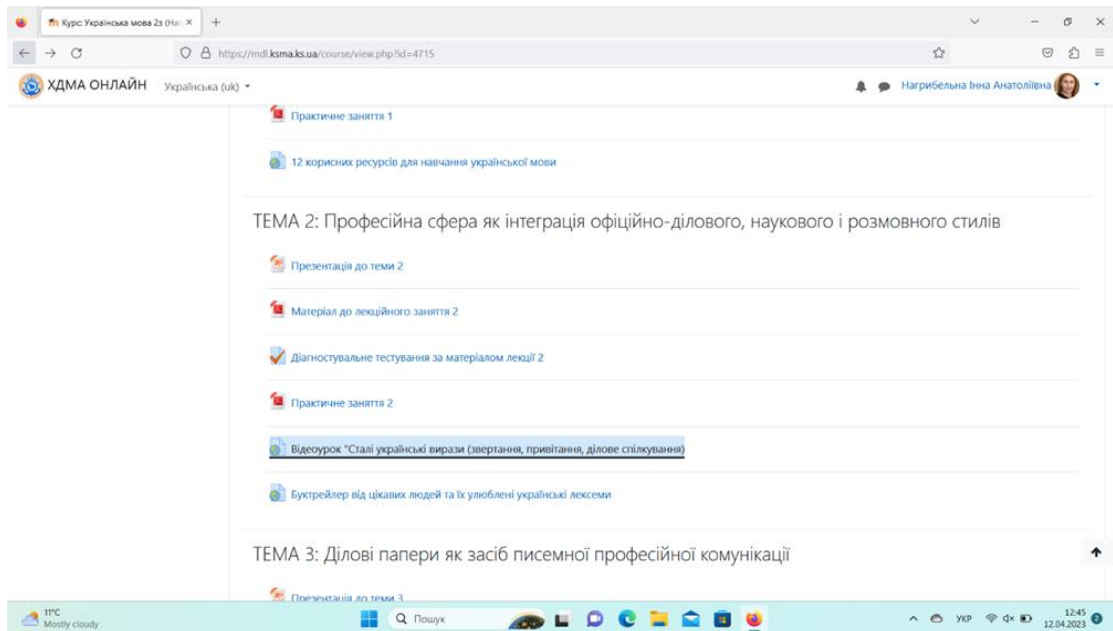 Курс: Українська мова 2з (На
https://mdl.ksma.ks.ua/course/view.php?id=4715
ХДМА ОНЛАЙН Українська (uk) Нагрибельна Інна Анатоліївна
Практичне заняття 1
12 корисних ресурсів для навчання української мови
ТЕМА 2: Професійна сфера як інтеграція офіційно-ділового, наукового і розмовного стилів
Презентація до теми 2
Матеріал до лекційного заняття 2
Діагностувальне тестування за матеріалом лекції 2
Практичне заняття 2
Відеоурок "Сталі українські вирази (звертання, привітання, ділове спілкування)
Буктрейлер від цікавих людей та їх улюблені українські лексеми
ТЕМА 3: Ділові папери як засіб писемної професійної комунікації
Презентація до теми 3
11°C
Mostly cloudy
Пошук
УКР
12:45
12.04.2023